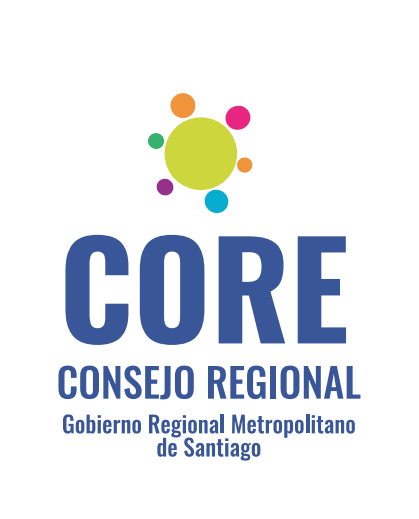 CORE
CONSEJO REGIONAL
Gobierno Regional Metropolitano
de Santiago